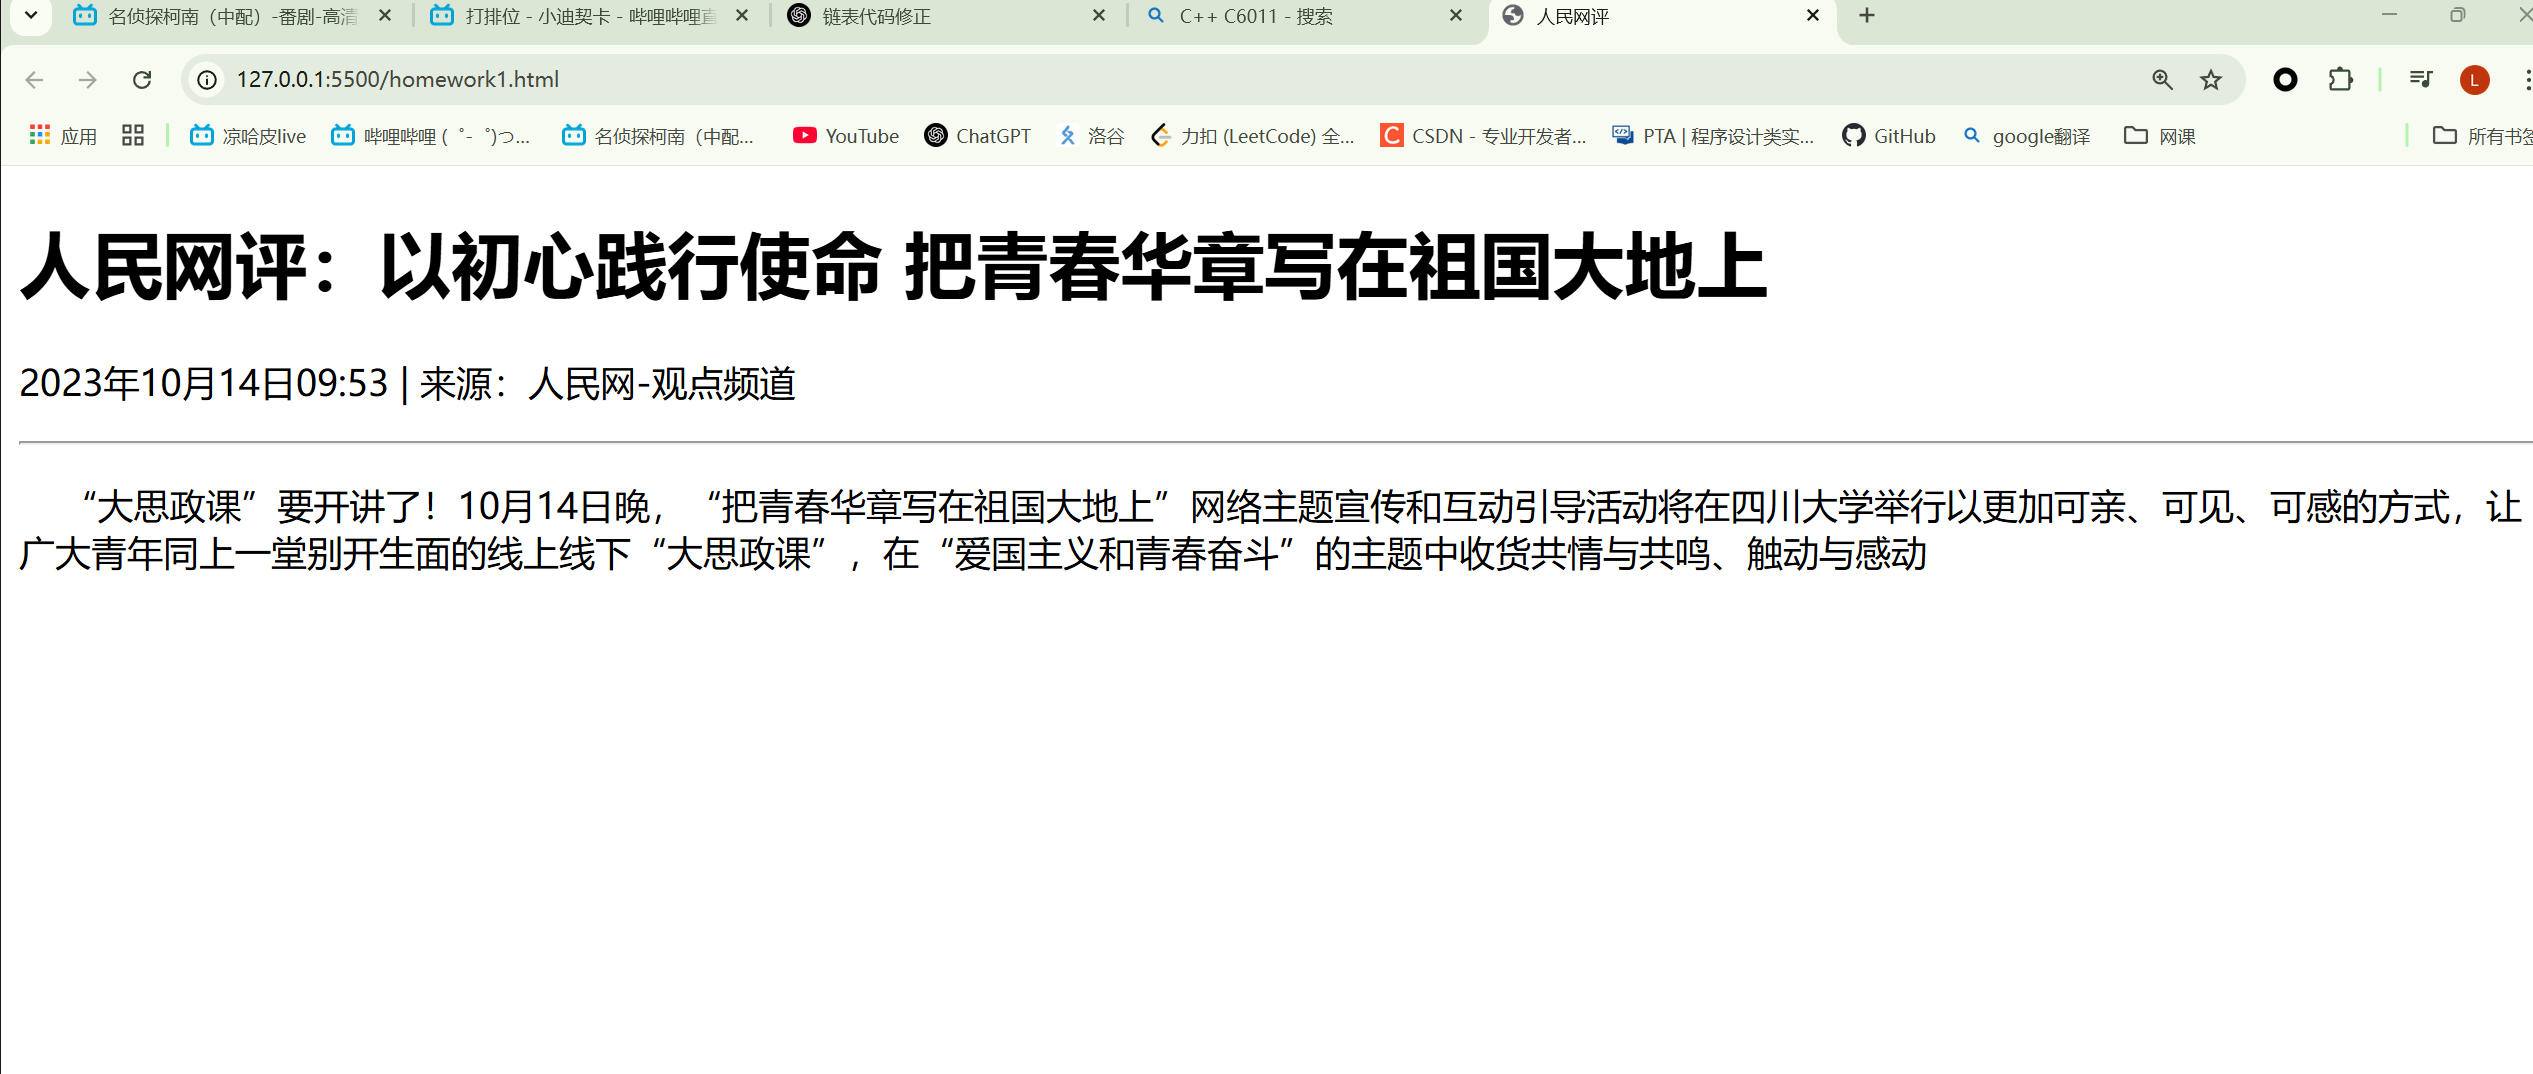 名侦探柯南（中配）-番剧-高清
打排位 - 小迪契卡 - 哔哩哔哩直
链表代码修正
C++ C6011 - 搜索
人民网评
127.0.0.1:5500/homework1.html
L
应用
凉哈皮live
哔哩哔哩 (゜-゜)つ...
名侦探柯南（中配...
YouTube
ChatGPT
洛谷
力扣 (LeetCode) 全...
CSDN - 专业开发者...
PTA | 程序设计类实...
GitHub
google翻译
网课
所有书签
人民网评：以初心践行使命 把青春华章写在祖国大地上
2023年10月14日09:53 | 来源：人民网-观点频道
“大思政课”要开讲了！10月14日晚，“把青春华章写在祖国大地上”网络主题宣传和互动引导活动将在四川大学举行以更加可亲、可见、可感的方式，让
广大青年同上一堂别开生面的线上线下“大思政课”，在“爱国主义和青春奋斗”的主题中收货共情与共鸣、触动与感动